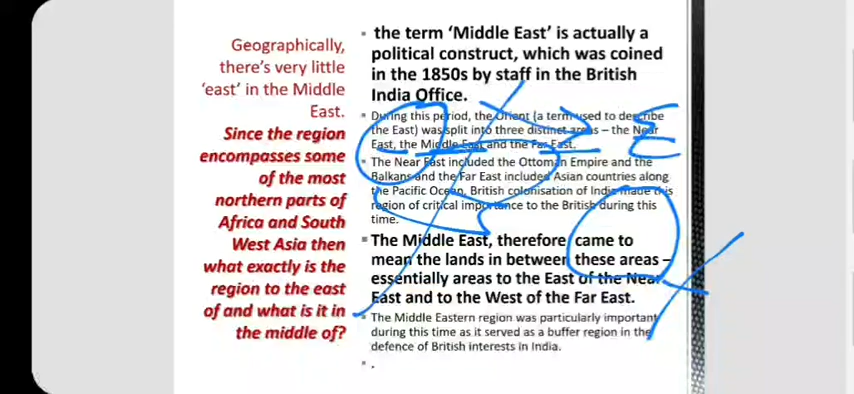 Geographically,
there's very little
'east' in the Middle
East.
Since the region
encompasses some
of the most
northern parts of
Africa and South
West Asia then
what exactly is the
region to the east
of and what is it in
the middle of?
the term 'Middle East' is actually a
political construct, which was coined
in the 1850s by staff in the British
India Office.
During this period, the Orient (a term used to describe
the East) was split into three distinct areas – the Near
East, the Middle East and the Far East.
The Near East included the Ottoman Empire and the
Balkans and the Far East included Asian countries along
the Pacific Ocean. British colonisation of India made this
region of critical importance to the British during this
time.
The Middle East, therefore came to
mean the lands in between these areas –
essentially areas to the East of the Near
East and to the West of the Far East.
The Middle Eastern region was particularly important
during this time as it served as a buffer region in the
defence of British interests in India.
.